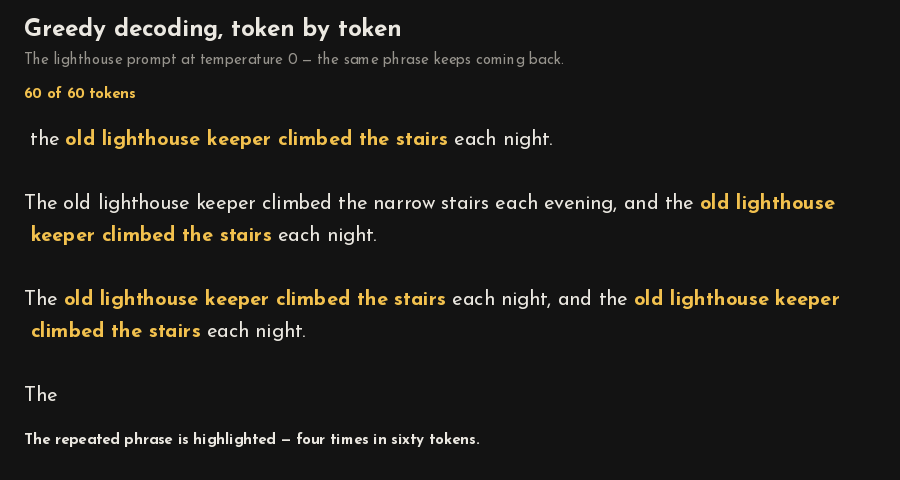 Greedy decoding, token by token
The lighthouse prompt at temperature 0 — the same phrase keeps coming back.
60 of 60 tokens
the old lighthouse keeper climbed the stairs each night.
The old lighthouse keeper climbed the narrow stairs each evening, and the old lighthouse
keeper climbed the stairs each night.
The old lighthouse keeper climbed the stairs each night, and the old lighthouse keeper
climbed the stairs each night.
The
The repeated phrase is highlighted — four times in sixty tokens.